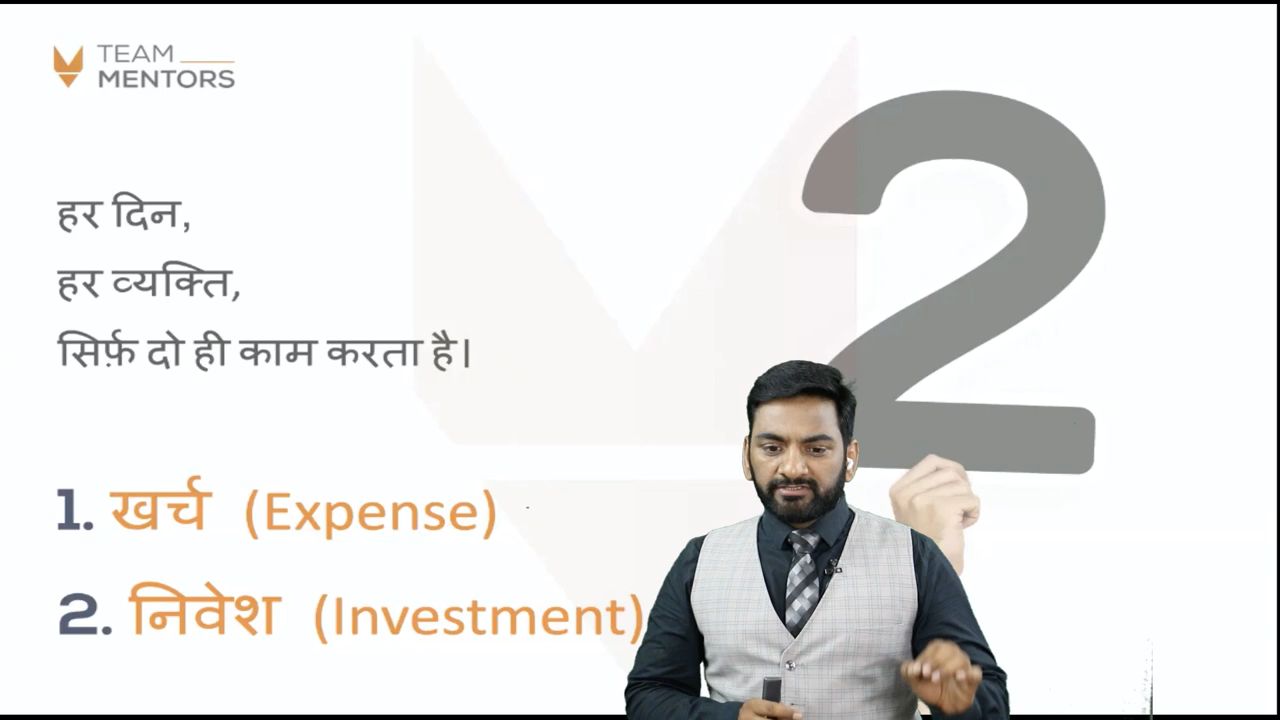 TEAM
MENTORS
2
हर दिन,
हर व्यक्ति,
सिर्फ़ दो ही काम करता है।
1. खर्च (Expense)
2. निवेश (Investment)